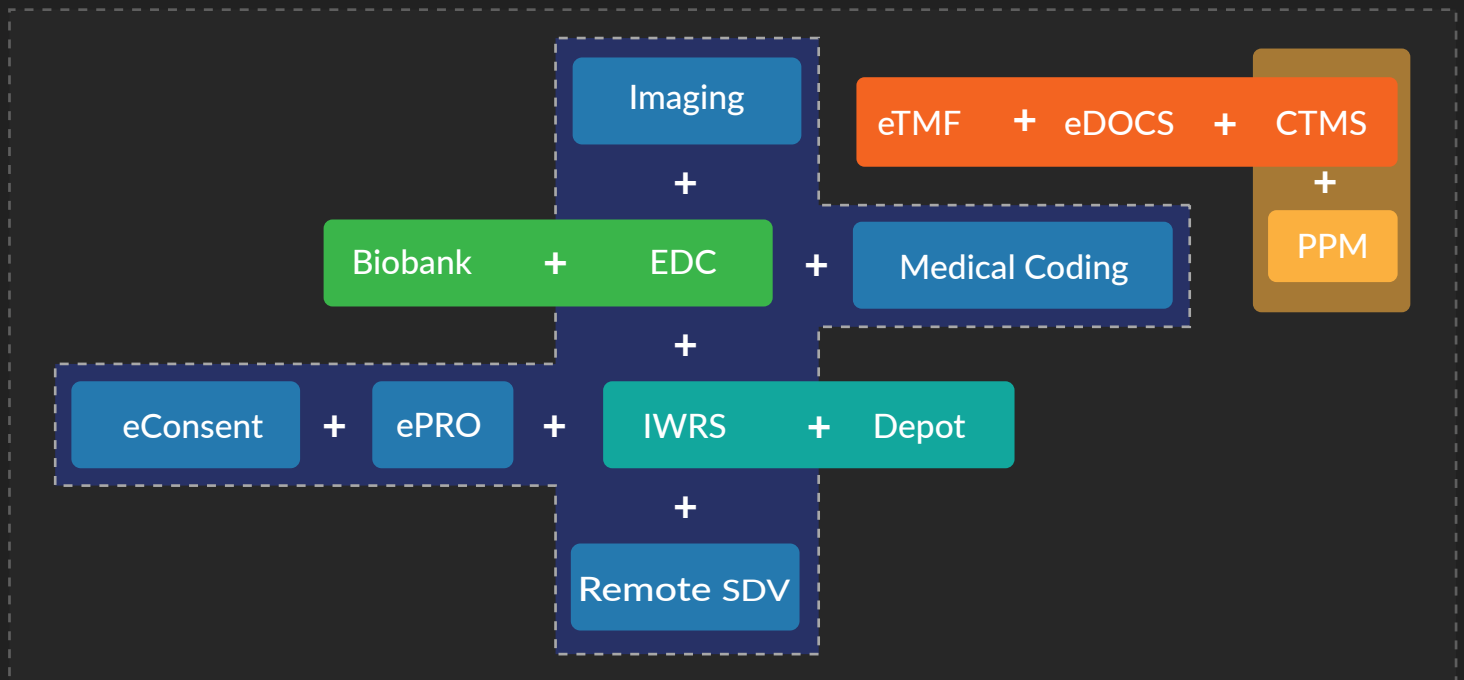 Imaging
eTMF + eDOCS + CTMS
+
+
PPM
Biobank + EDC + Medical Coding
+
eConsent + ePRO + IWRS + Depot
+
Remote SDV